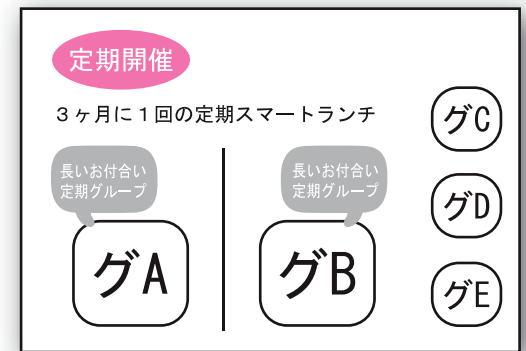 定期開催
３ヶ月に１回の定期スマートランチ
長いお付合い
定期グループ
グA
長いお付合い
定期グループ
グB
グC
グD
グE